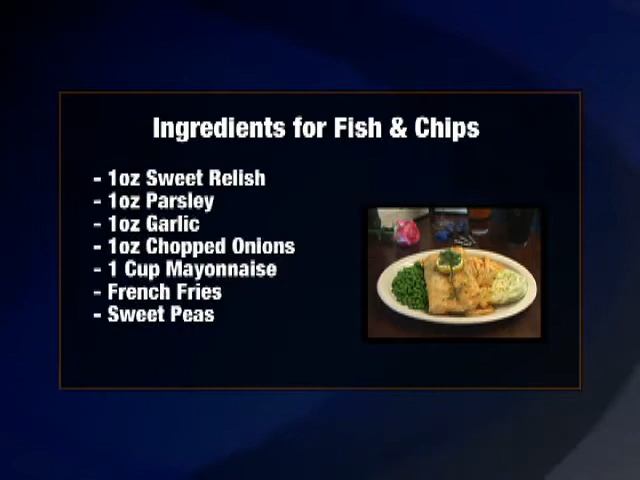 Ingredients for Fish & Chips
- 1oz Sweet Relish
- 1oz Parsley
- 1oz Garlic
- 1oz Chopped Onions
- 1 Cup Mayonnaise
- French Fries
- Sweet Peas